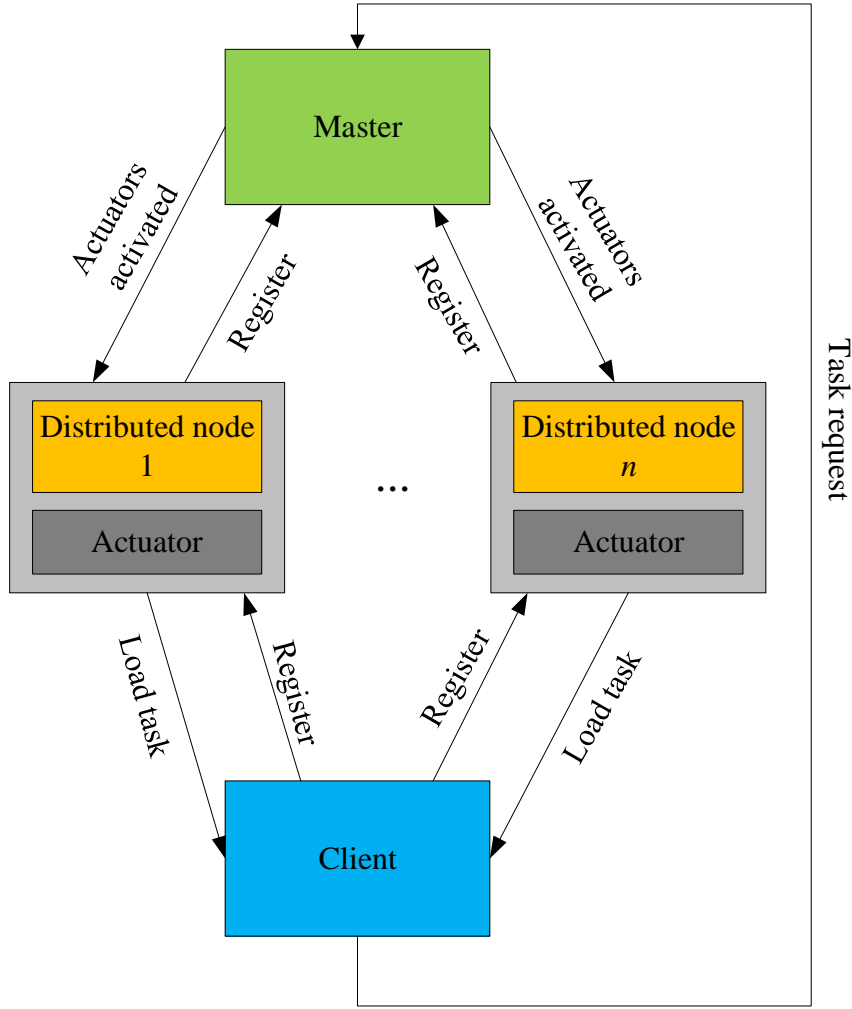 Master
Actuators
activated
Register
Register
Actuators
activated
Task request
Distributed node
1
Actuator
...
Distributed node
n
Actuator
Load task
Register
Register
Load task
Client